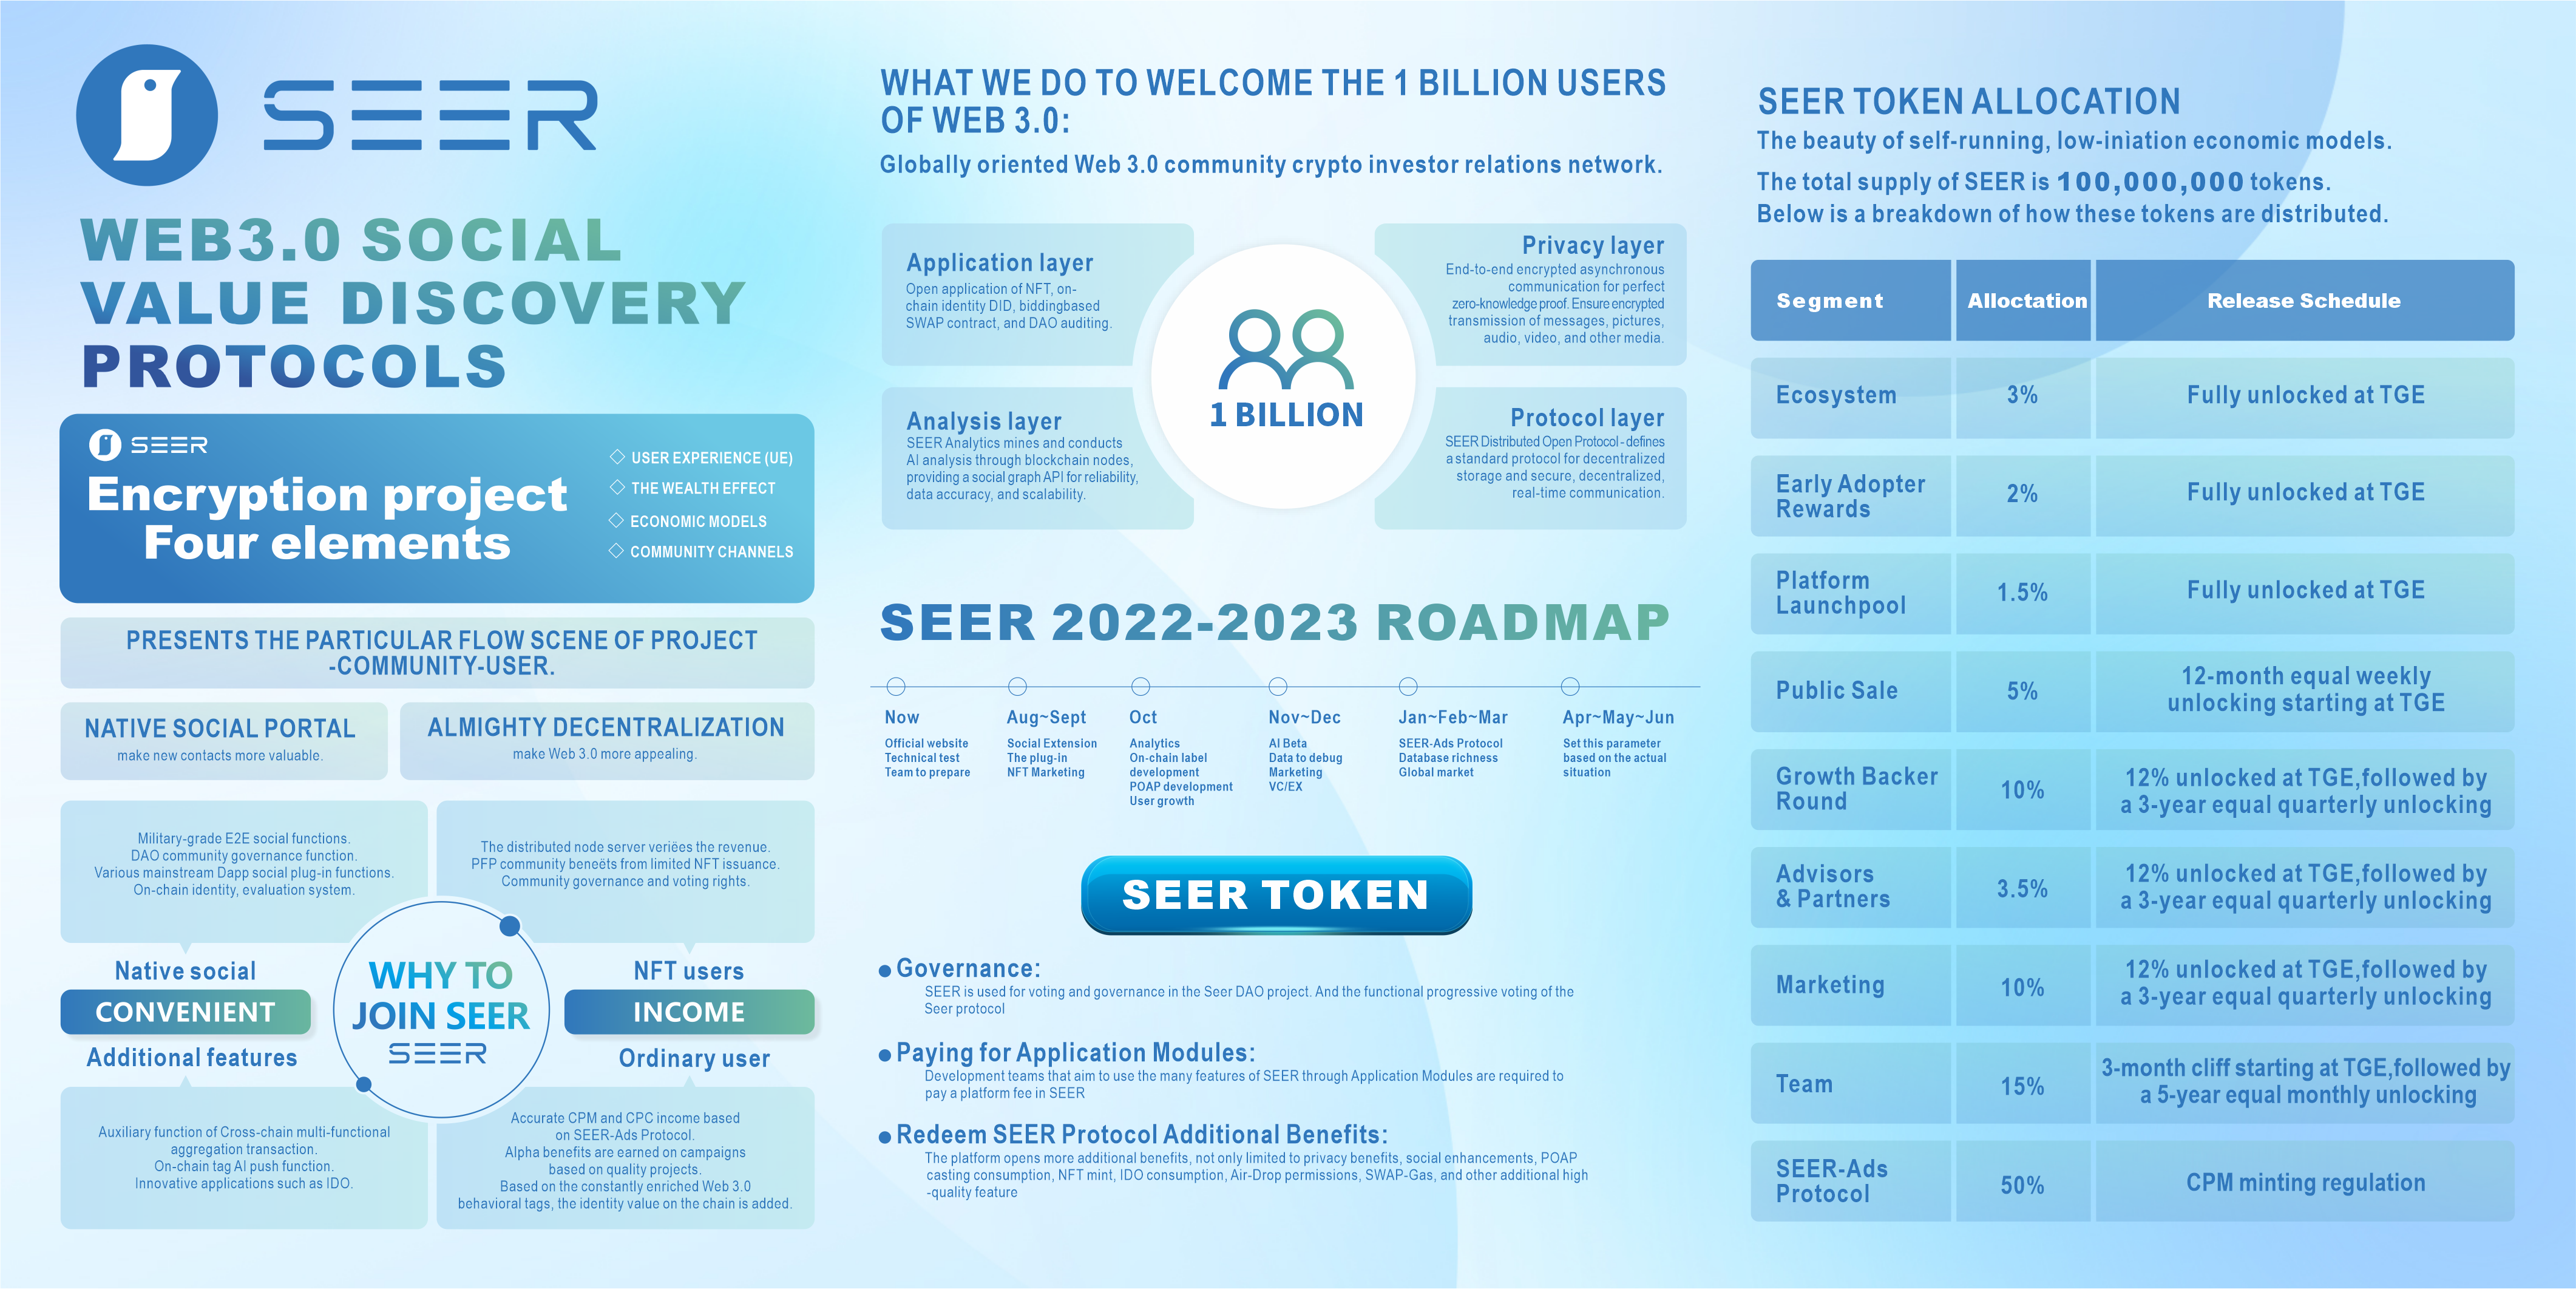 SEER
WEB3.0 SOCIAL
VALUE DISCOVERY
PROTOCOLS
SEER
Encryption project
Four elements
USER EXPERIENCE (UE)
THE WEALTH EFFECT
ECONOMIC MODELS
COMMUNITY CHANNELS
PRESENTS THE PARTICULAR FLOW SCENE OF PROJECT
-COMMUNITY-USER.
NATIVE SOCIAL PORTAL
make new contacts more valuable.
ALMIGHTY DECENTRALIZATION
make Web 3.0 more appealing.
Military-grade E2E social functions.
DAO community governance function.
Various mainstream Dapp social plug-in functions.
On-chain identity, evaluation system.
The distributed node server veriëes the revenue.
PFP community beneëts from limited NFT issuance.
Community governance and voting rights.
Native social
CONVENIENT
Additional features
WHY TO
JOIN SEER
SEER
NFT users
INCOME
Ordinary user
Auxiliary function of Cross-chain multi-functional
aggregation transaction.
On-chain tag AI push function.
Innovative applications such as IDO.
Accurate CPM and CPC income based
on SEER-Ads Protocol.
Alpha benefits are earned on campaigns
based on quality projects.
Based on the constantly enriched Web 3.0
behavioral tags, the identity value on the chain is added.
WHAT WE DO TO WELCOME THE 1 BILLION USERS
OF WEB 3.0:
Globally oriented Web 3.0 community crypto investor relations network.
Application layer
Open application of NFT, on-
chain identity DID, biddingbased
SWAP contract, and DAO auditing.
Privacy layer
End-to-end encrypted asynchronous
communication for perfect
zero-knowledge proof. Ensure encrypted
transmission of messages, pictures,
audio, video, and other media.
1 BILLION
Analysis layer
SEER Analytics mines and conducts
AI analysis through blockchain nodes,
providing a social graph API for reliability,
data accuracy, and scalability.
Protocol layer
SEER Distributed Open Protocol - defines
a standard protocol for decentralized
storage and secure, decentralized,
real-time communication.
SEER 2022-2023 ROADMAP
Now
Official website
Technical test
Team to prepare
Aug~Sept
Social Extension
The plug-in
NFT Marketing
Oct
Analytics
On-chain label
development
POAP development
User growth
Nov~Dec
AI Beta
Data to debug
Marketing
VC/EX
Jan~Feb~Mar
SEER-Ads Protocol
Database richness
Global market
Apr~May~Jun
Set this parameter
based on the actual
situation
SEER TOKEN
Governance:
SEER is used for voting and governance in the Seer DAO project. And the functional progressive voting of the
Seer protocol
Paying for Application Modules:
Development teams that aim to use the many features of SEER through Application Modules are required to
pay a platform fee in SEER
Redeem SEER Protocol Additional Benefits:
The platform opens more additional benefits, not only limited to privacy benefits, social enhancements, POAP
casting consumption, NFT mint, IDO consumption, Air-Drop permissions, SWAP-Gas, and other additional high
-quality feature
SEER TOKEN ALLOCATION
The beauty of self-running, low-inìation economic models.
The total supply of SEER is 100,000,000 tokens.
Below is a breakdown of how these tokens are distributed.
Segment Alloctation Release Schedule
Ecosystem 3% Fully unlocked at TGE
Early Adopter
Rewards
2%
Fully unlocked at TGE
Platform
Launchpool
1.5%
Fully unlocked at TGE
Public Sale
5%
12-month equal weekly
unlocking starting at TGE
Growth Backer
Round
10%
12% unlocked at TGE,followed by
a 3-year equal quarterly unlocking
Advisors
& Partners
3.5%
12% unlocked at TGE,followed by
a 3-year equal quarterly unlocking
Marketing
10%
12% unlocked at TGE,followed by
a 3-year equal quarterly unlocking
Team
15%
3-month cliff starting at TGE,followed by
a 5-year equal monthly unlocking
SEER-Ads
Protocol
50%
CPM minting regulation